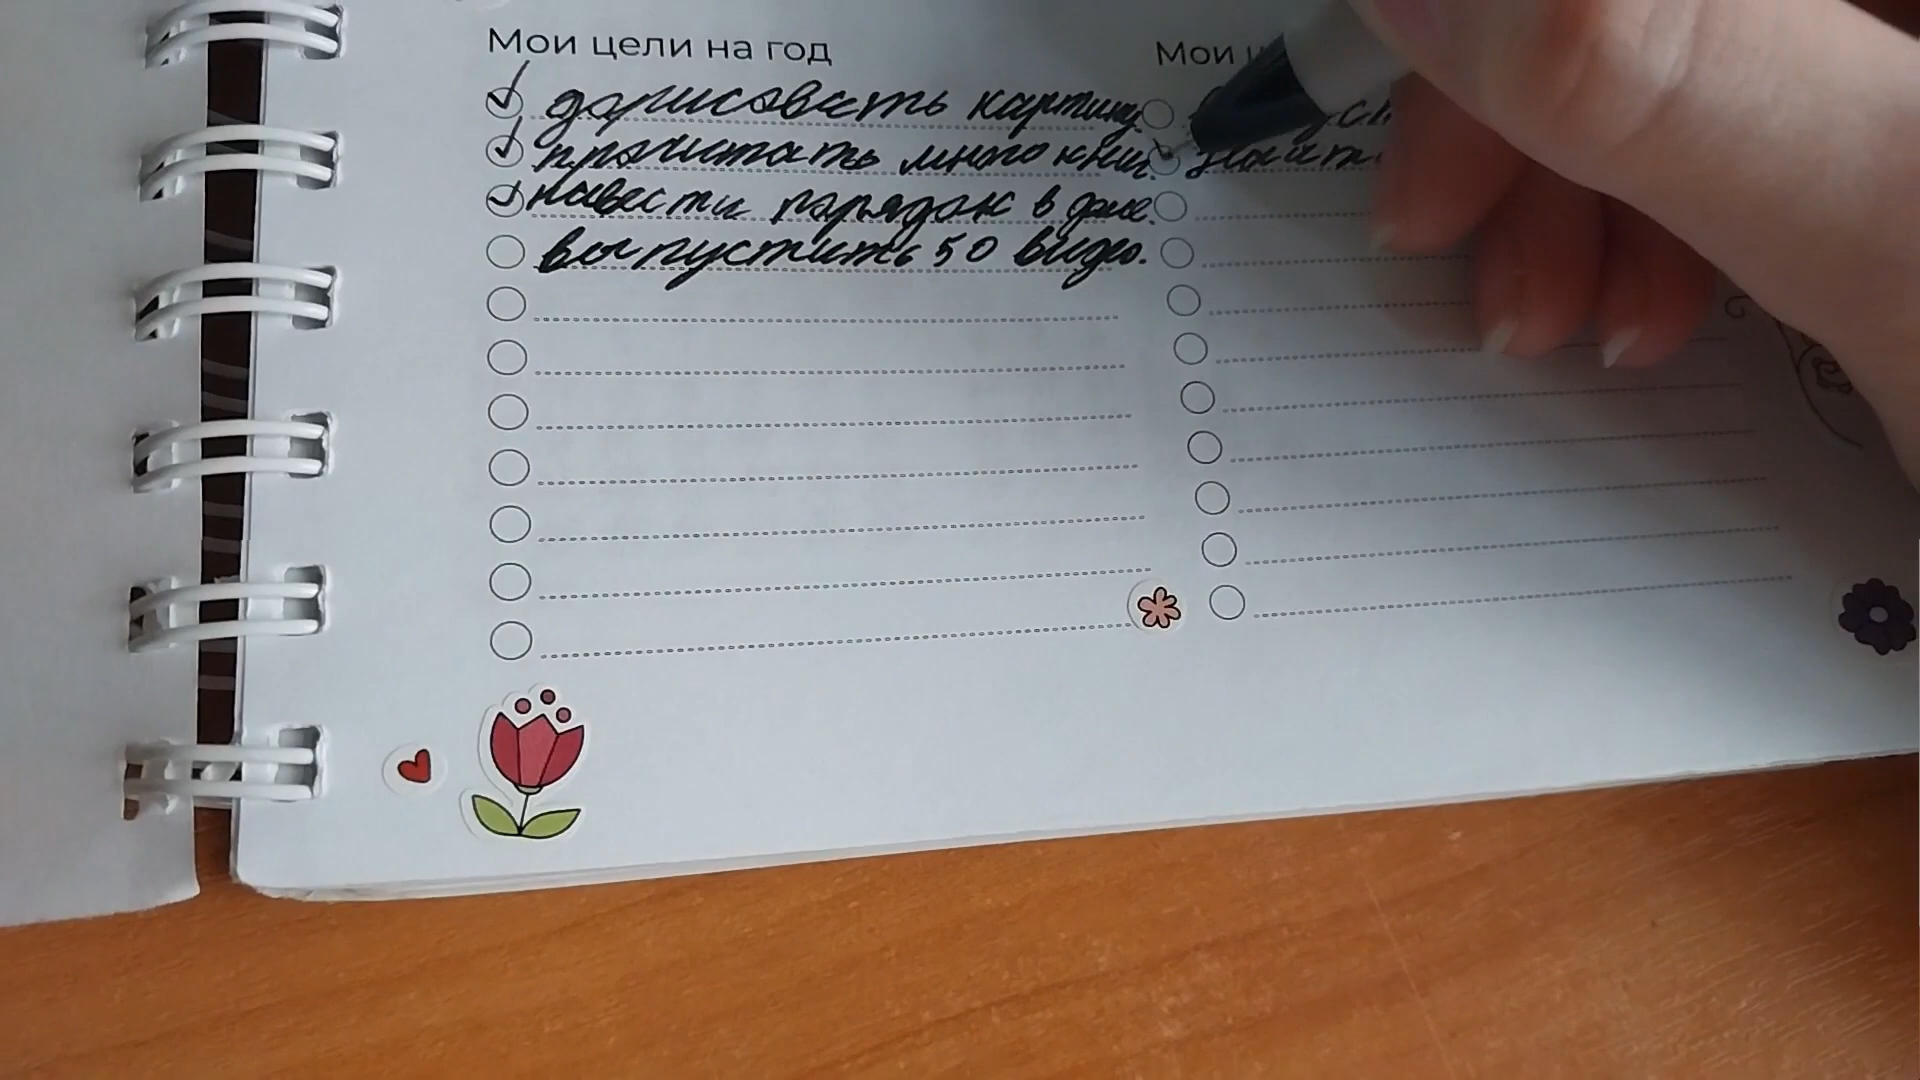 Мои цели на год
дорисовать картину.
прочитать много книг.
навести порядок в доме.
выпустить 50 видео.
Мои